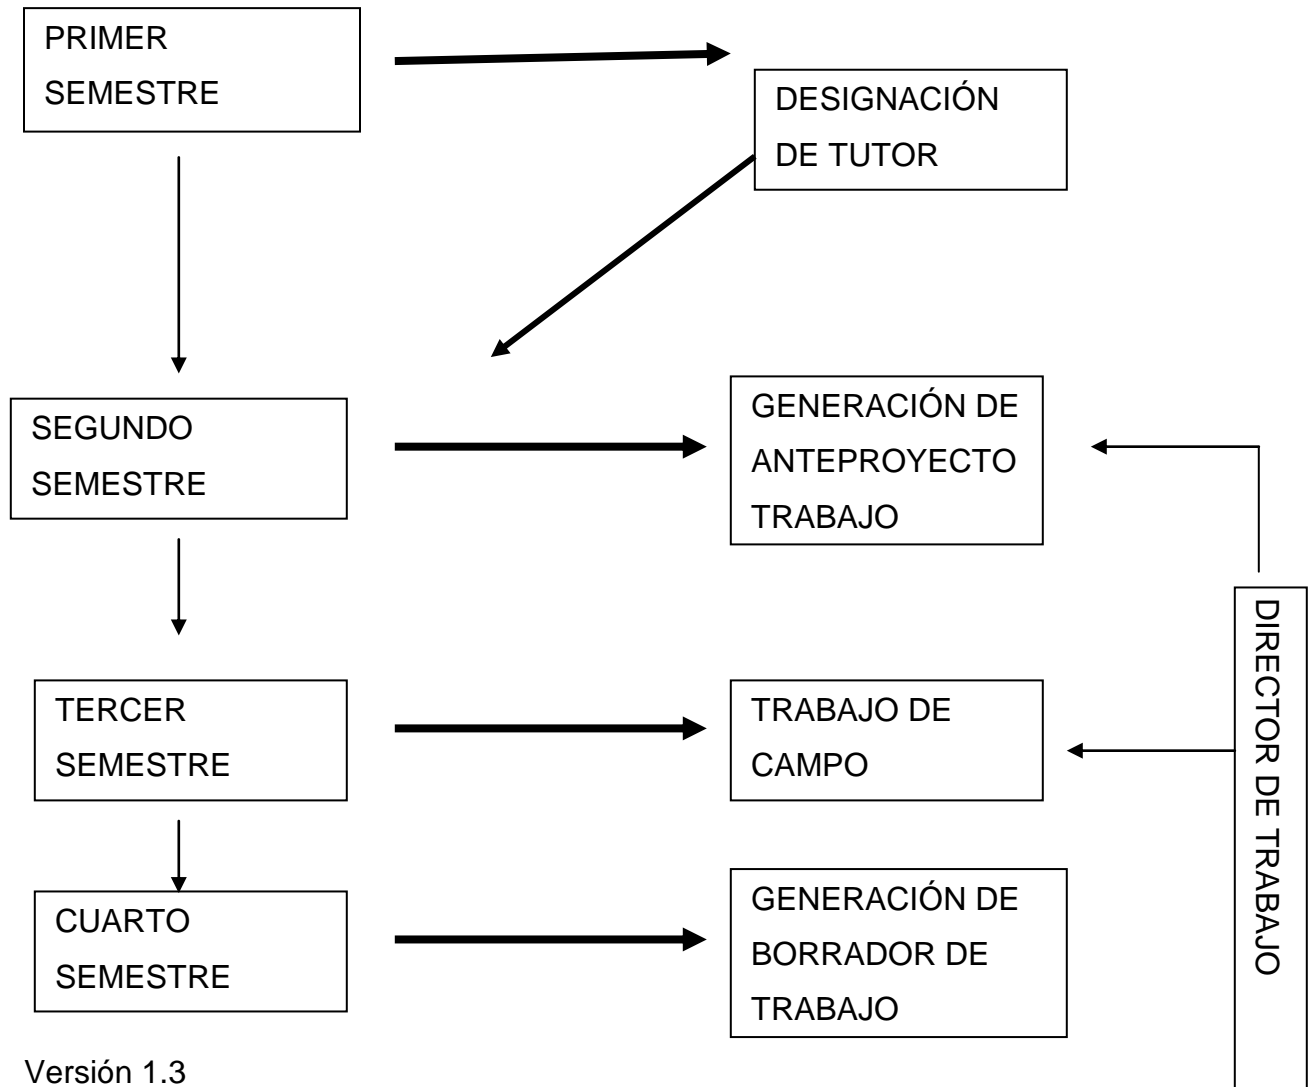 PRIMER
SEMESTRE
DESIGNACIÓN
DE TUTOR
SEGUNDO
SEMESTRE
GENERACIÓN DE
ANTEPROYECTO
TRABAJO
TERCER
SEMESTRE
TRABAJO DE
CAMPO
DIRECTOR DE TRABAJO
CUARTO
SEMESTRE
GENERACIÓN DE
BORRADOR DE
TRABAJO
Versión 1.3